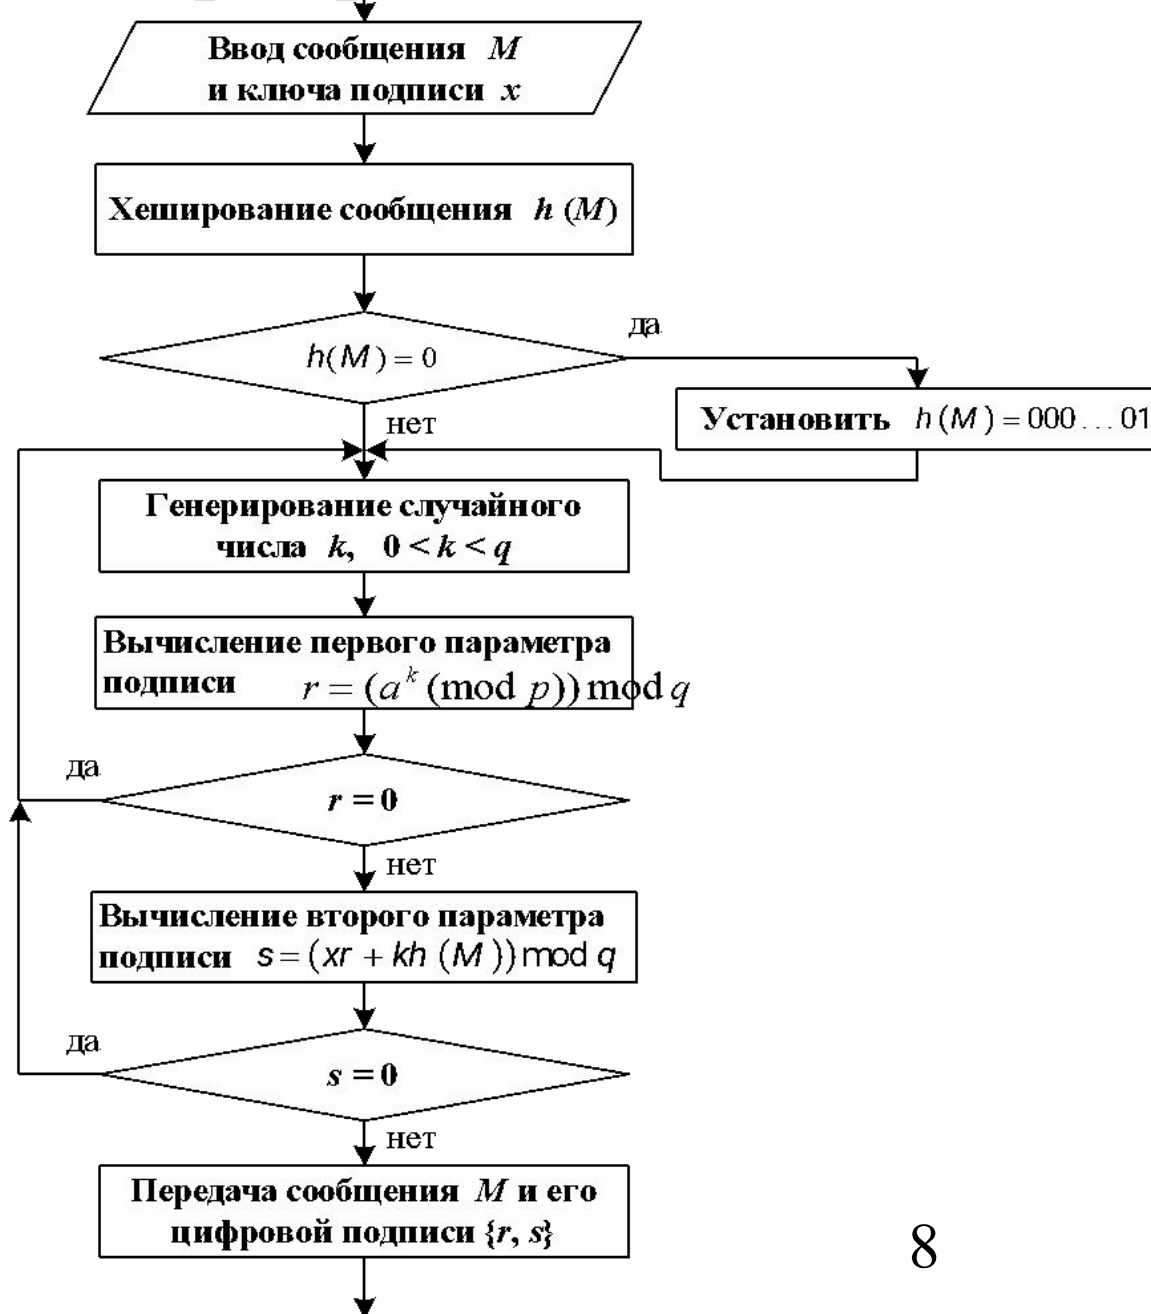 Ввод сообщения M
и ключа подписи x
Хеширование сообщения h (M)
да
h(M) = 0
нет
Установить h(M) = 000...01
Генерирование случайного
числа k, 0 < k < q
Вычисление первого параметра
подписи r = (a^k (mod p)) mod q
да
r = 0
нет
Вычисление второго параметра
подписи s = (xr + kh (M)) mod q
да
s = 0
нет
Передача сообщения M и его
цифровой подписи {r, s}
8